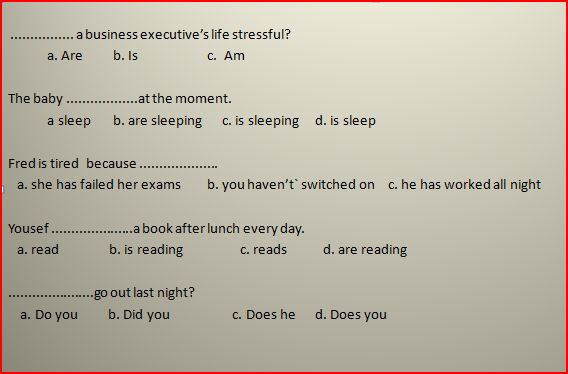 ................ a business executive's life stressful?
a. Are b. Is c. Am
The baby ..................at the moment.
a sleep b. are sleeping c. is sleeping d. is sleep
Fred is tired because ....................
a. she has failed her exams b. you haven't` switched on c. he has worked all night
Yousef .....................a book after lunch every day.
a. read b. is reading c. reads d. are reading
......................go out last night?
a. Do you b. Did you c. Does he d. Does you